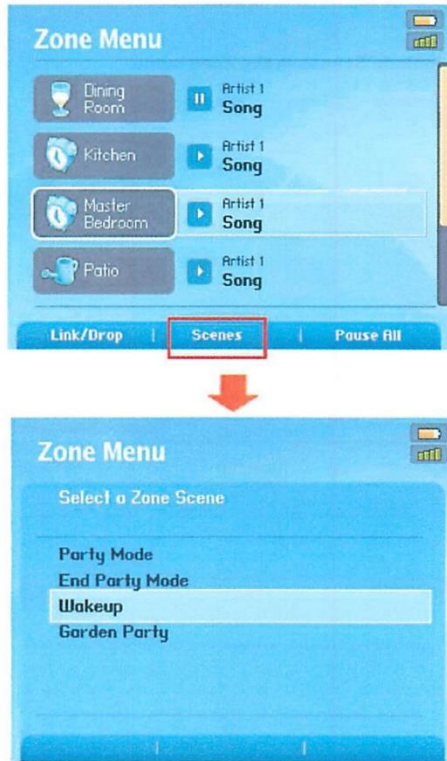 Zone Menu
Dining
Room
Artist 1
Song
Kitchen
Artist 1
Song
Master
Bedroom
Artist 1
Song
Patio
Artist 1
Song
Link/Drop | Scenes | Pause All
Zone Menu
Select a Zone Scene
Party Mode
End Party Mode
Wakeup
Garden Party